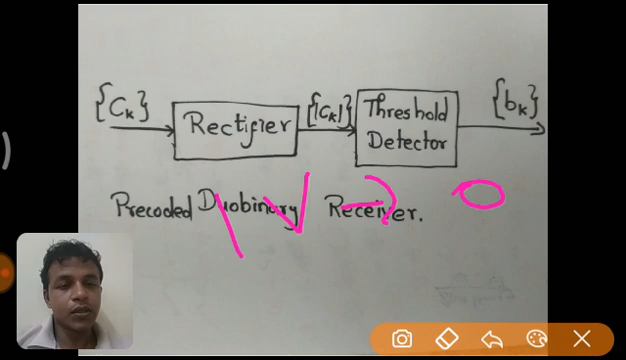 {Cₖ} {|Cₖ|} {bₖ}
Rectifier Threshold
Detector
Precoded Duobinary Receiver.